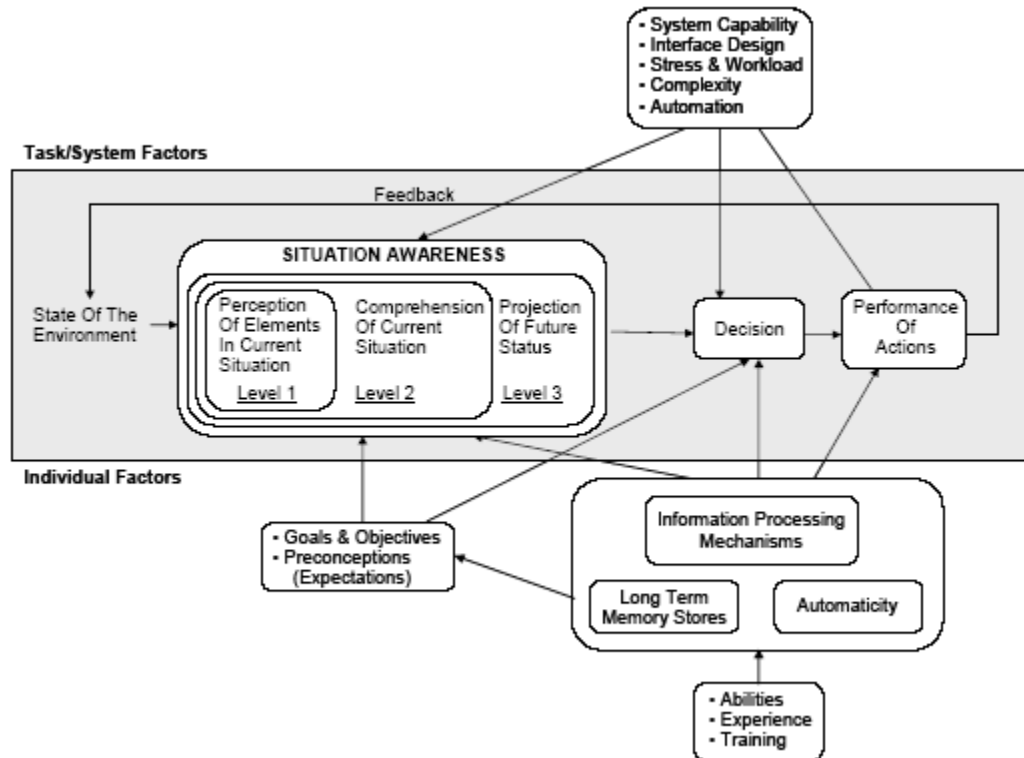 ▪ System Capability
▪ Interface Design
▪ Stress & Workload
▪ Complexity
▪ Automation
Task/System Factors
Feedback
SITUATION AWARENESS
State Of The
Environment
Perception
Of Elements
In Current
Situation
Level 1
Comprehension
Of Current
Situation
Level 2
Projection
Of Future
Status
Level 3
Decision
Performance
Of
Actions
Individual Factors
▪ Goals & Objectives
▪ Preconceptions
(Expectations)
Information Processing
Mechanisms
Long Term
Memory Stores
Automaticity
▪ Abilities
▪ Experience
▪ Training